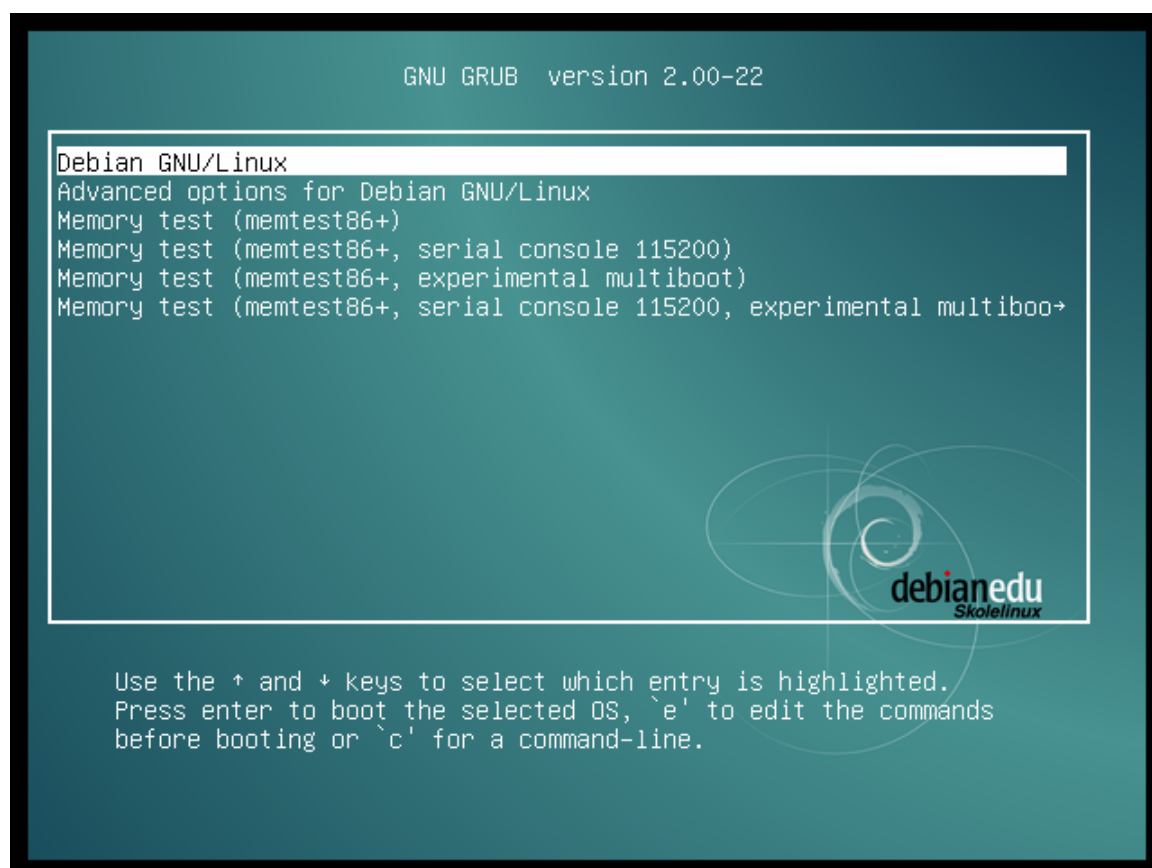 GNU GRUB  version 2.00-22
Debian GNU/Linux
Advanced options for Debian GNU/Linux
Memory test (memtest86+)
Memory test (memtest86+, serial console 115200)
Memory test (memtest86+, experimental multiboot)
Memory test (memtest86+, serial console 115200, experimental multiboo→
debianedu
Skolelinux
Use the ↑ and ↓ keys to select which entry is highlighted.
Press enter to boot the selected OS, `e' to edit the commands
before booting or `c' for a command-line.